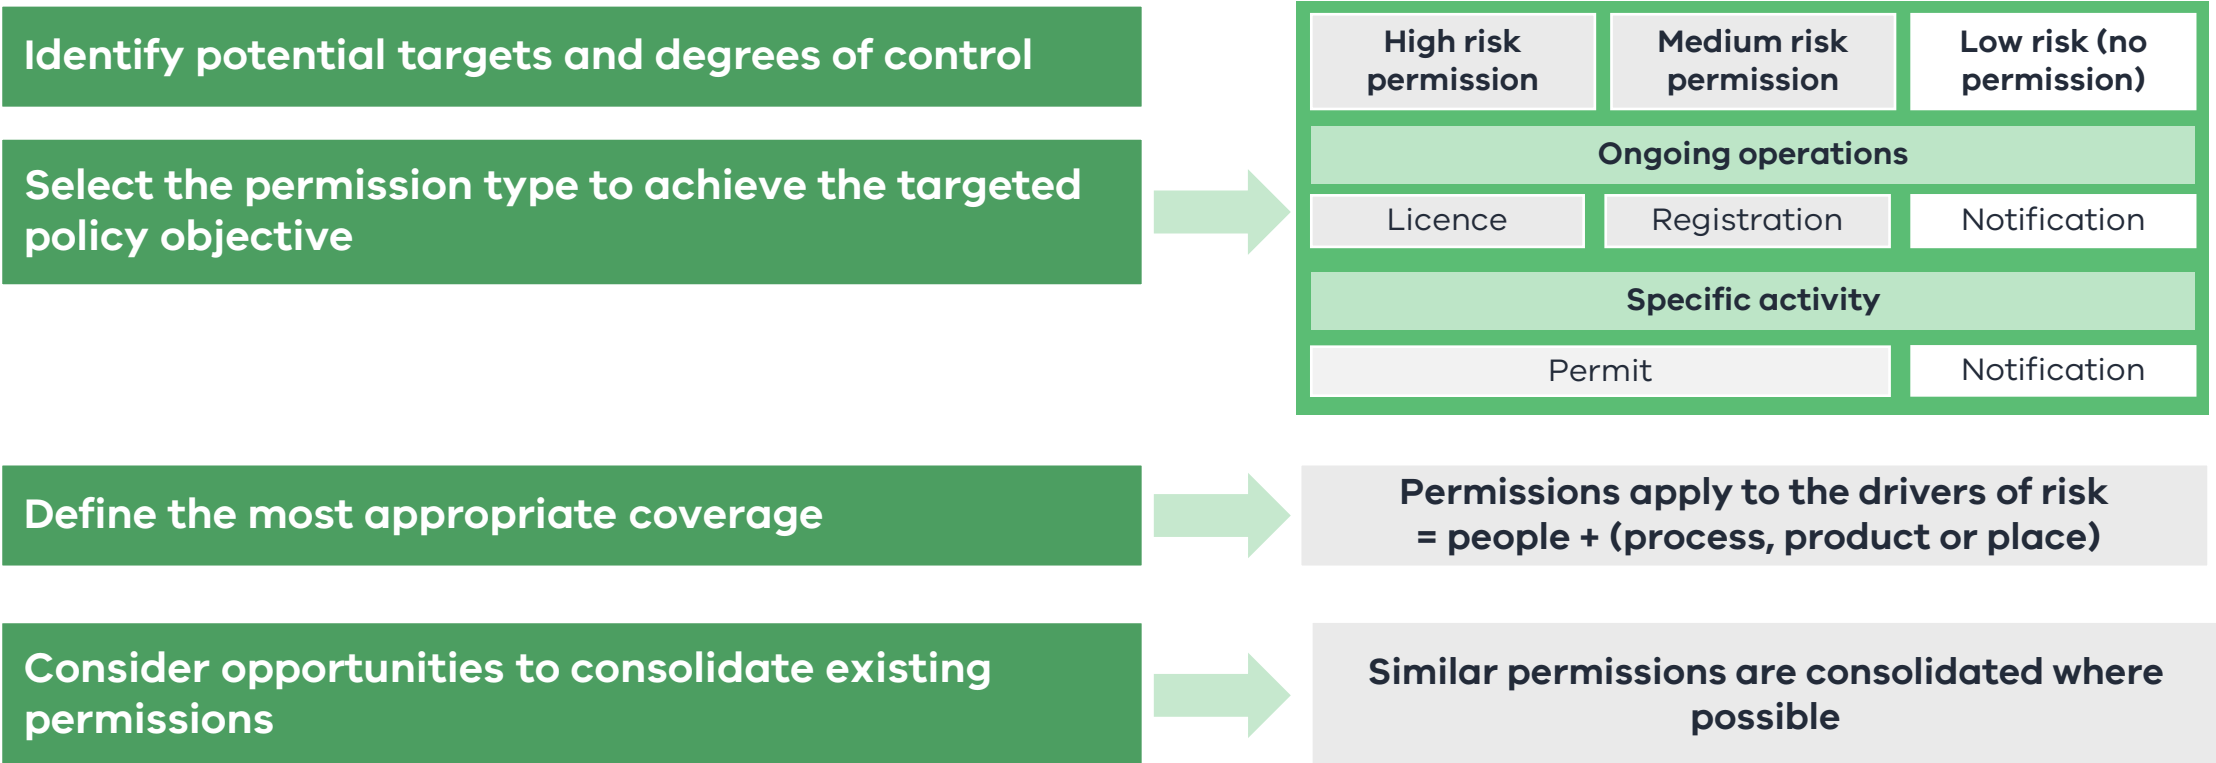 Identify potential targets and degrees of control
High risk
permission
Medium risk
permission
Low risk (no
permission)
Select the permission type to achieve the targeted
policy objective
Ongoing operations
Licence
Registration
Notification
Specific activity
Permit
Notification
Define the most appropriate coverage
Permissions apply to the drivers of risk
= people + (process, product or place)
Consider opportunities to consolidate existing
permissions
Similar permissions are consolidated where
possible